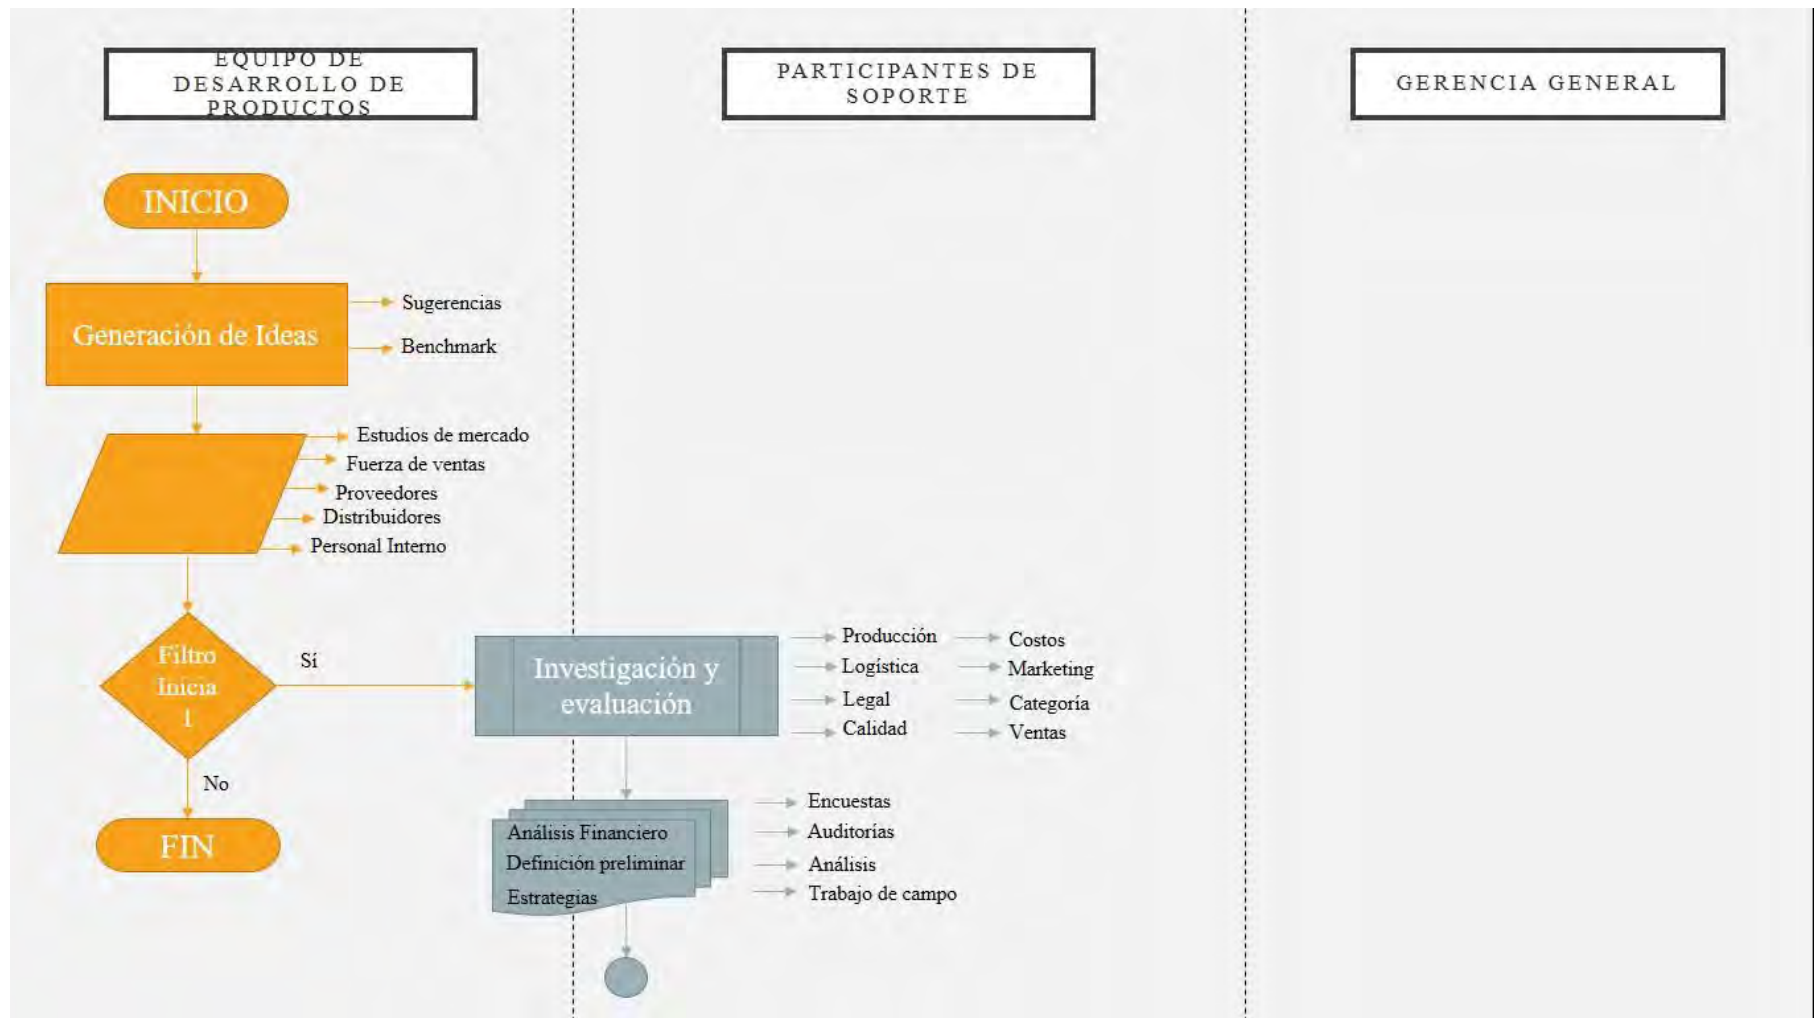 EQUIPO DE
DESARROLLO DE
PRODUCTOS
PARTICIPANTES DE
SOPORTE
GERENCIA GENERAL
INICIO
Generación de Ideas
Sugerencias
Benchmark
Estudios de mercado
Fuerza de ventas
Proveedores
Distribuidores
Personal Interno
Filtro
Inicia
l
Sí
No
FIN
Investigación y
evaluación
Producción
Logística
Legal
Calidad
Costos
Marketing
Categoría
Ventas
Análisis Financiero
Definición preliminar
Estrategias
Encuestas
Auditorías
Análisis
Trabajo de campo